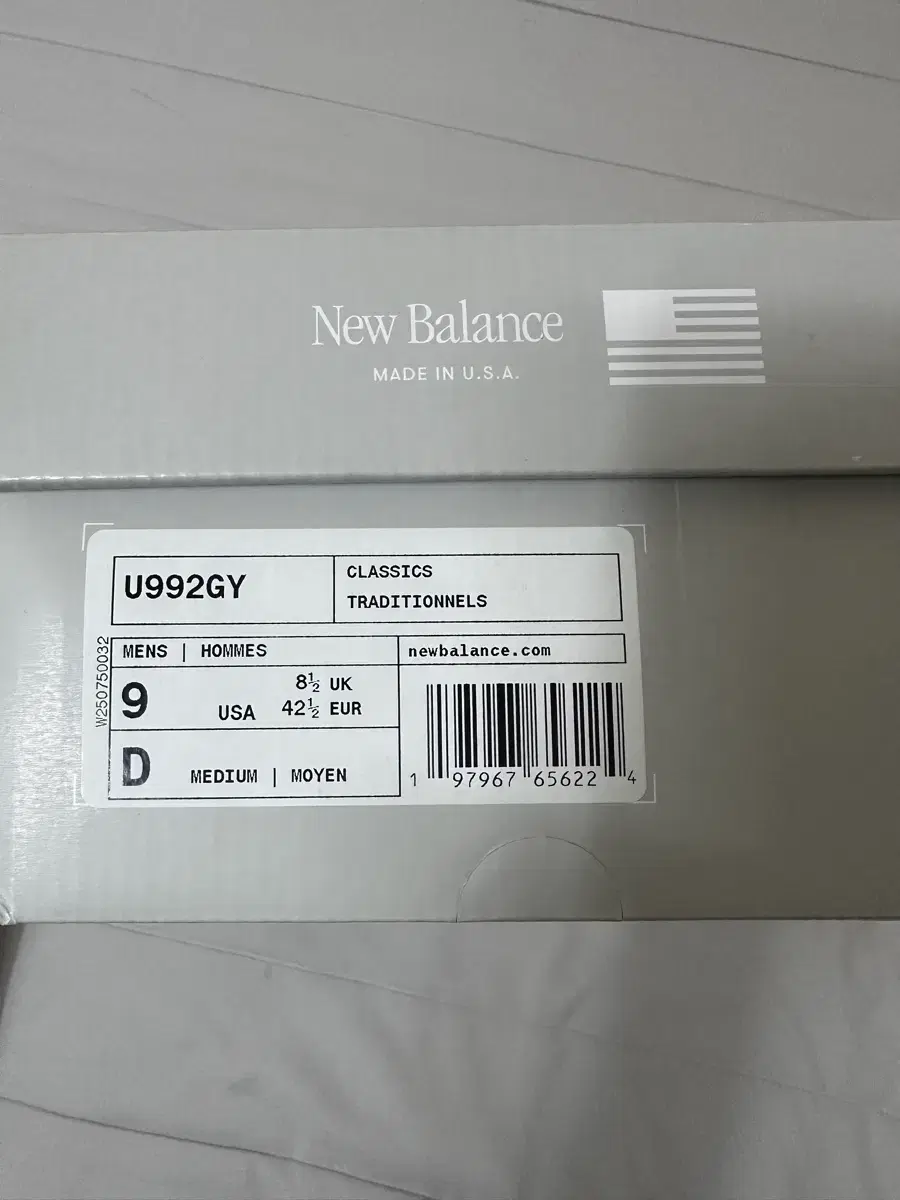 New Balance
MADE IN U.S.A.
U992GY
CLASSICS
TRADITIONNELS
W250750032
MENS | HOMMES
newbalance.com
9 USA
8½ UK
42½ EUR
D MEDIUM | MOYEN
1 97967 65622 4